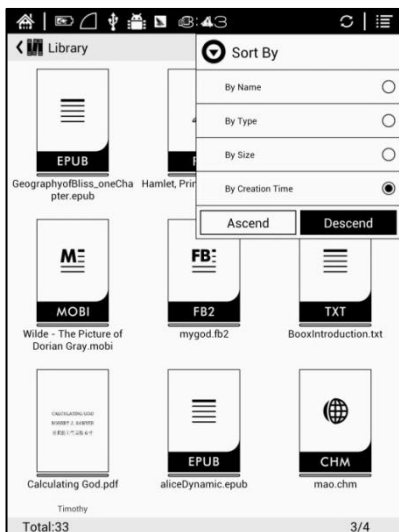 8:43
Library
Sort By
By Name
By Type
By Size
By Creation Time
Ascend
Descend
EPUB
GeographyofBliss_oneCha
pter.epub
Hamlet, Prin
M
MOBI
Wilde - The Picture of
Dorian Gray.mobi
FB
FB2
mygod.fb2
TXT
BooxIntroduction.txt
CALCULATING GOD
ROBERT J. SAWYER
Calculating God.pdf
Timothy
EPUB
aliceDynamic.epub
CHM
mao.chm
Total:33
3/4